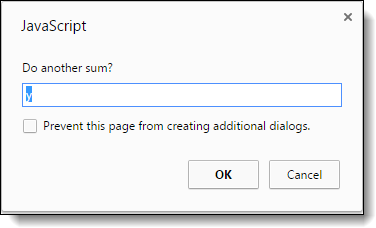 JavaScript
Do another sum?
y
Prevent this page from creating additional dialogs.
OK Cancel